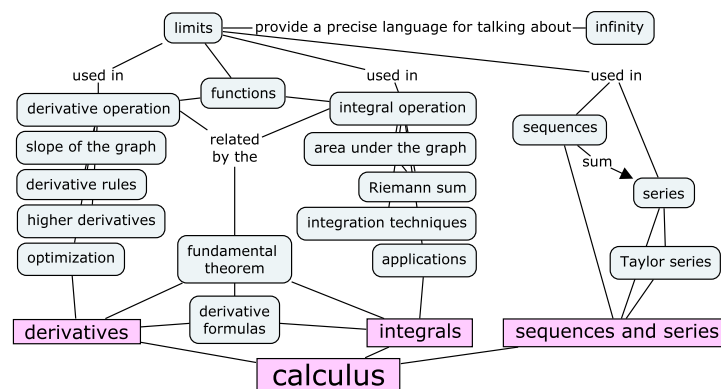 limits
provide a precise language for talking about
infinity
used in
used in
used in
functions
derivative operation
integral operation
slope of the graph
related
by the
area under the graph
sequences
sum
derivative rules
Riemann sum
series
higher derivatives
integration techniques
optimization
fundamental
theorem
applications
Taylor series
derivative
formulas
derivatives
integrals
sequences and series
calculus